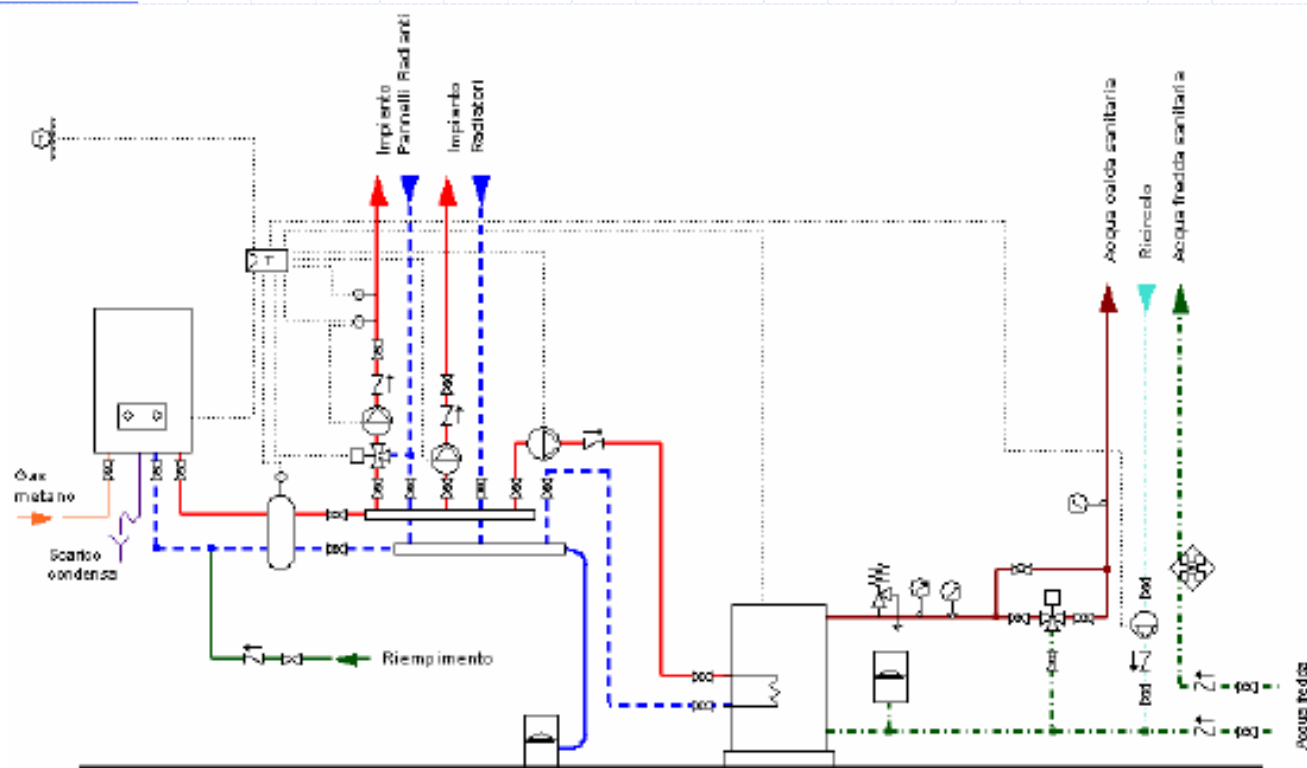 Impianto
Pannelli Radianti
Impianto
Radiatori
Acqua calda sanitaria
Ricircolo
Acqua fredda sanitaria
T
Gas
metano
Scarico
condensa
Riempimento
Acqua fredda